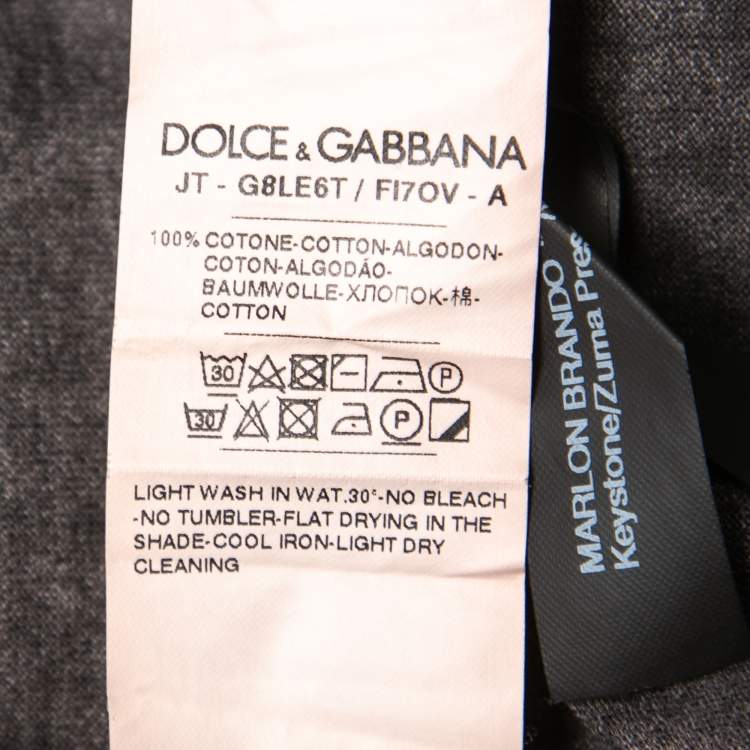 DOLCE & GABBANA
JT - G8LE6T / FI7OV - A
100% COTONE-COTTON-ALGODON-
COTON-ALGODÃO-
BAUMWOLLE-ХЛОПОК-棉-
COTTON
30 P
30 P
LIGHT WASH IN WAT.30°-NO BLEACH
-NO TUMBLER-FLAT DRYING IN THE
SHADE-COOL IRON-LIGHT DRY
CLEANING
MARLON BRANDO
Keystone/Zuma Pres